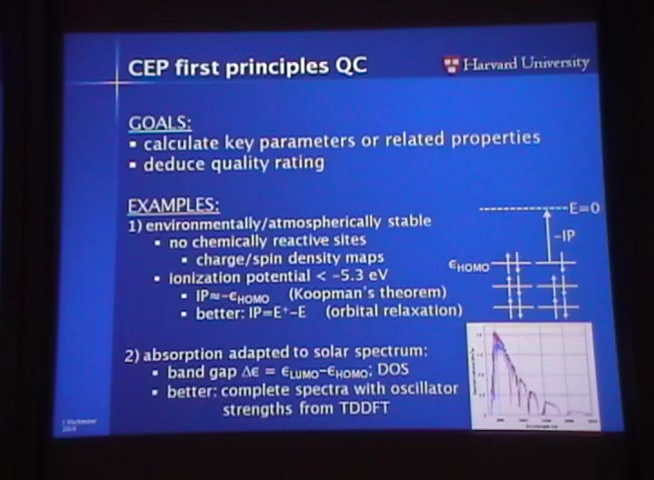 CEP first principles QC
Harvard University
GOALS:
▪ calculate key parameters or related properties
▪ deduce quality rating
EXAMPLES:
1) environmentally/atmospherically stable
▪ no chemically reactive sites
▪ charge/spin density maps
▪ ionization potential < -5.3 eV
▪ IP≈-ϵHOMO (Koopman's theorem)
▪ better: IP=E⁺-E (orbital relaxation)
E=0
-IP
ϵHOMO
2) absorption adapted to solar spectrum:
▪ band gap Δϵ = ϵLUMO-ϵHOMO; DOS
▪ better: complete spectra with oscillator
strengths from TDDFT